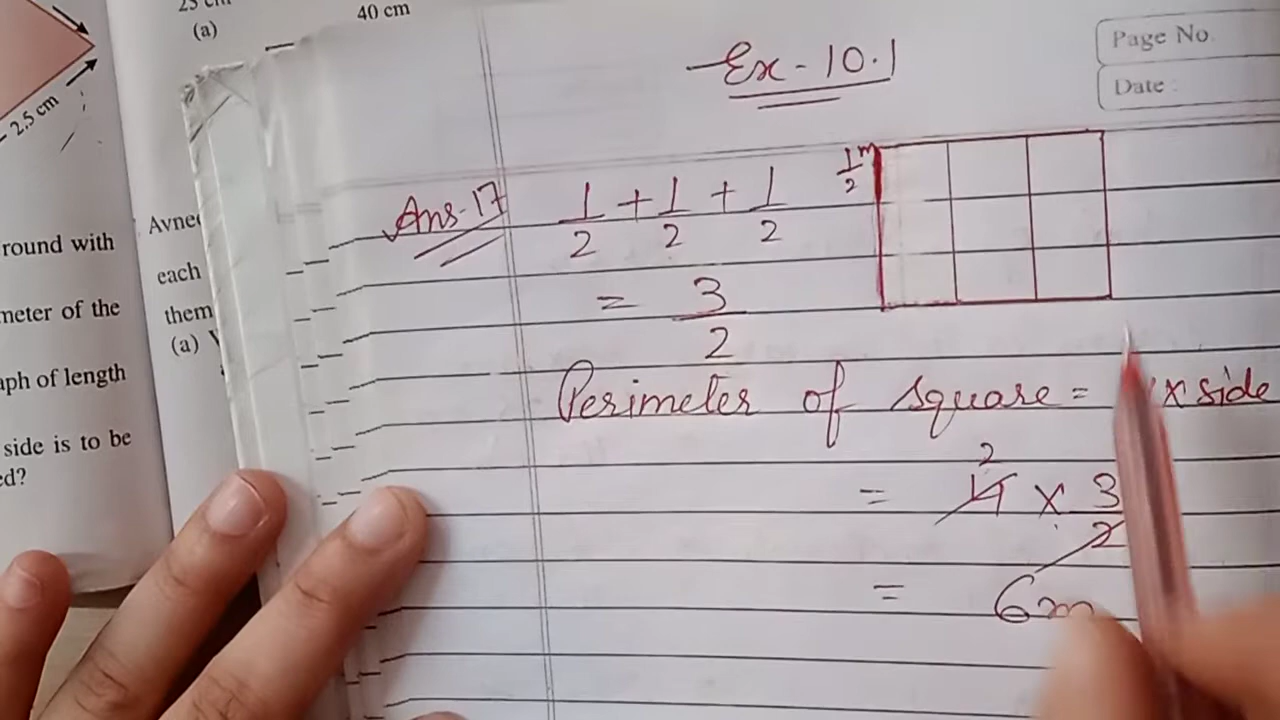 25 cm
(a)
40 cm
2.5 cm
round with
meter of the
aph of length
side is to be
ed?
Avne
each
them
(a)
Page No.
Date :
Ex - 10.1
Ans-17
1/2 + 1/2 + 1/2
1/2 m
= 3/2
Perimeter of square = x side
= 4 x 3/2
2
= 6m